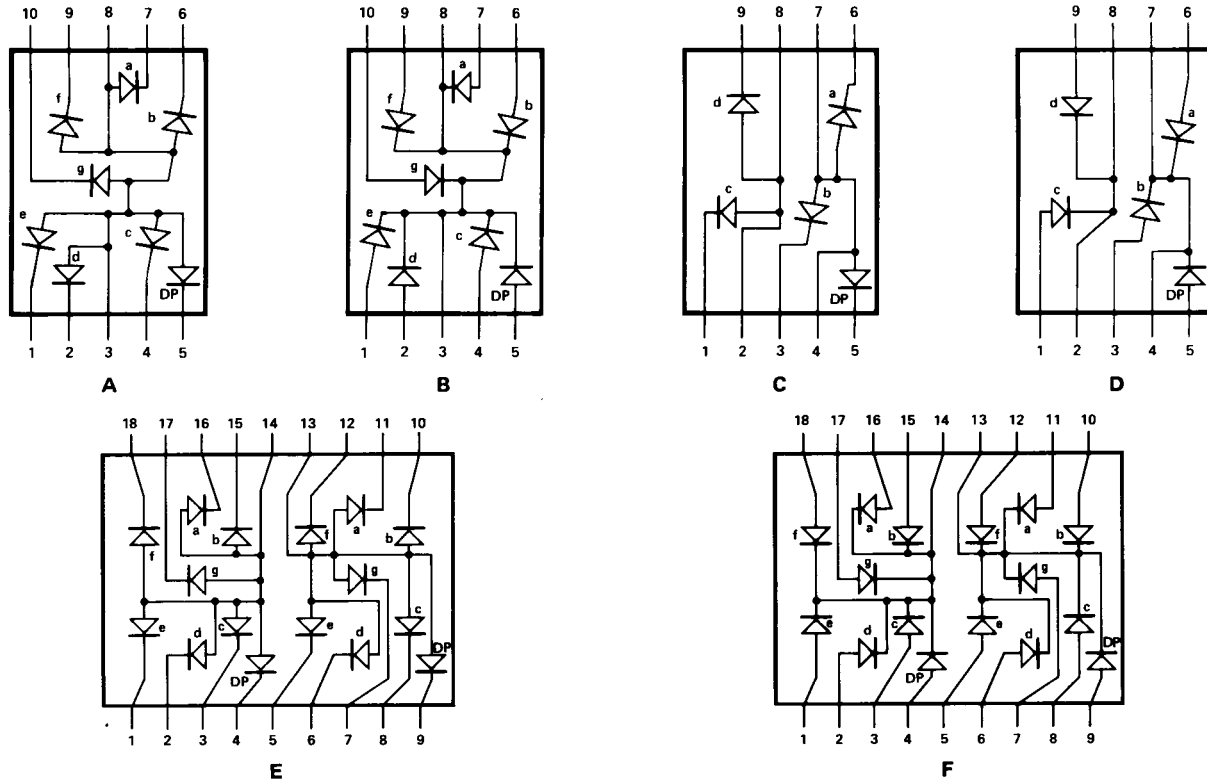 10 9 8 7 6
a
f
b
g
e
c
d
DP
1 2 3 4 5
A
10 9 8 7 6
a
f
b
g
e
c
d
DP
1 2 3 4 5
B
9 8 7 6
d
a
c
b
DP
1 2 3 4 5
C
9 8 7 6
d
a
c
b
DP
1 2 3 4 5
D
18 17 16 15 14 13 12 11 10
a a
f b f b
g g
e d c e d c
DP DP
1 2 3 4 5 6 7 8 9
E
18 17 16 15 14 13 12 11 10
a a
f b f b
g g
e d c e d c
DP DP
1 2 3 4 5 6 7 8 9
F